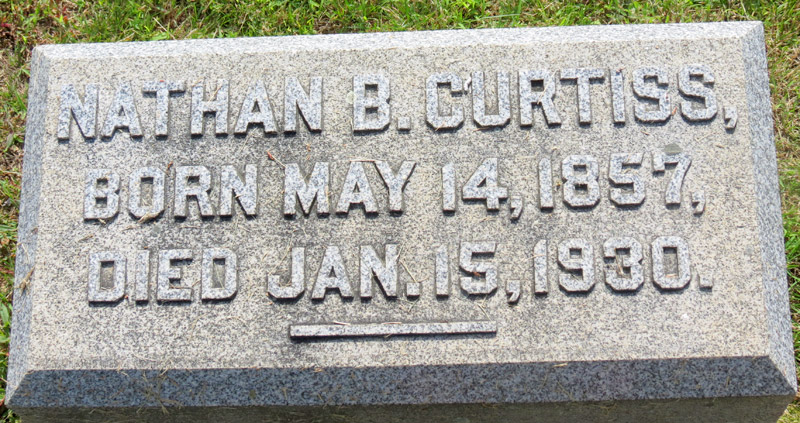 NATHAN B. CURTISS,
BORN MAY 14, 1857,
DIED JAN. 15, 1930.